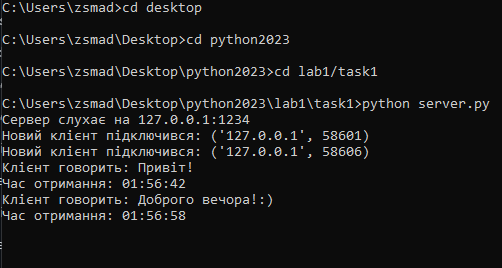 C:\Users\zsmad>cd desktop
C:\Users\zsmad\Desktop>cd python2023
C:\Users\zsmad\Desktop\python2023>cd lab1/task1
C:\Users\zsmad\Desktop\python2023\lab1\task1>python server.py
Сервер слухає на 127.0.0.1:1234
Новий клієнт підключився: ('127.0.0.1', 58601)
Новий клієнт підключився: ('127.0.0.1', 58606)
Клієнт говорить: Привіт!
Час отримання: 01:56:42
Клієнт говорить: Доброго вечора!:)
Час отримання: 01:56:58